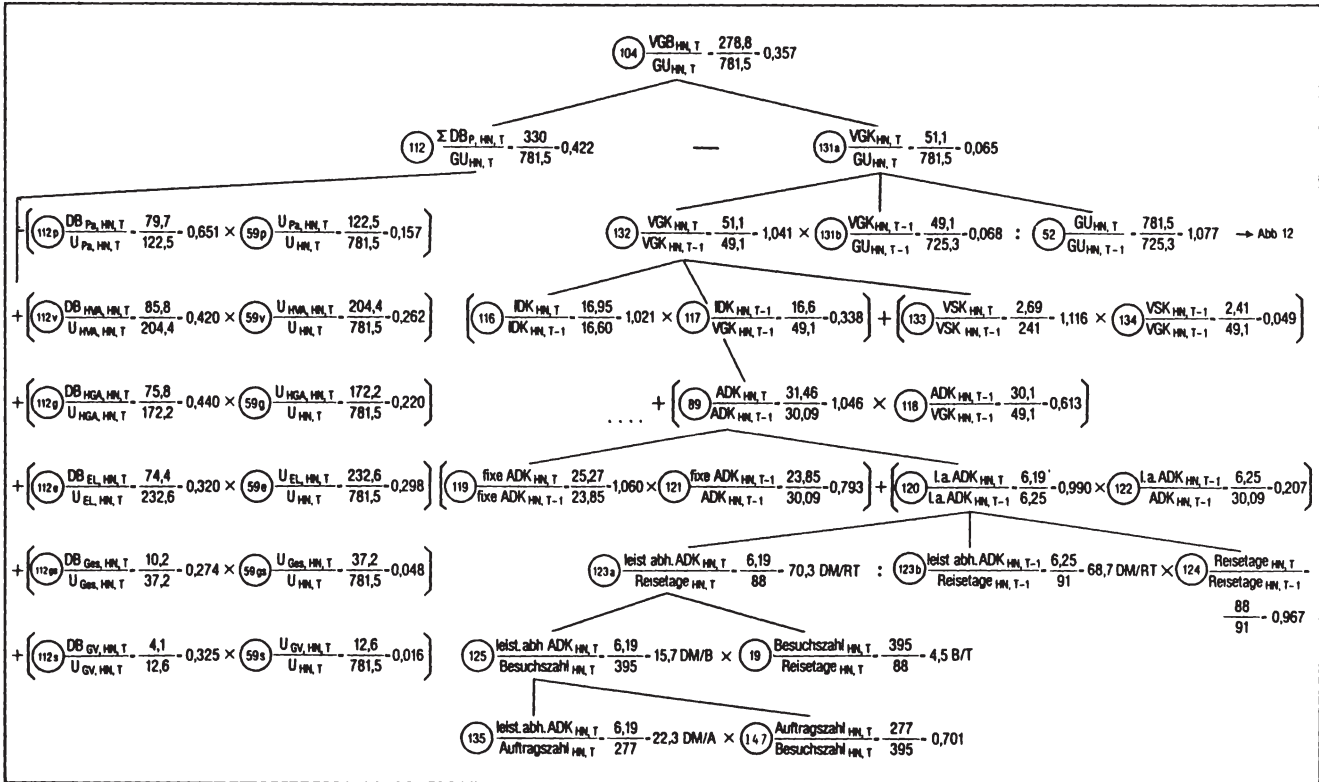 (104) VGB HN, T / GU HN, T - 278,8 / 781,5 - 0,357
(112) Σ DB P, HN, T / GU HN, T - 330 / 781,5 - 0,422 — (131a) VGK HN, T / GU HN, T - 51,1 / 781,5 - 0,065
[(112p) DB Pa, HN, T / U Pa, HN, T - 79,7 / 122,5 - 0,651 × (59p) U Pa, HN, T / U HN, T - 122,5 / 781,5 - 0,157]
(132) VGK HN, T / VGK HN, T-1 - 51,1 / 49,1 - 1,041 × (131b) VGK HN, T-1 / GU HN, T-1 - 49,1 / 725,3 - 0,068 : (52) GU HN, T / GU HN, T-1 - 781,5 / 725,3 - 1,077 → Abb 12
+ [(112v) DB HVA, HN, T / U HVA, HN, T - 85,8 / 204,4 - 0,420 × (59v) U HVA, HN, T / U HN, T - 204,4 / 781,5 - 0,262]
[(116) IDK HN, T / IDK HN, T-1 - 16,95 / 16,60 - 1,021 × (117) IDK HN, T-1 / VGK HN, T-1 - 16,6 / 49,1 - 0,338] + [(133) VSK HN, T / VSK HN, T-1 - 2,69 / 241 - 1,116 × (134) VSK HN, T-1 / VGK HN, T-1 - 2,41 / 49,1 - 0,049]
+ [(112g) DB HGA, HN, T / U HGA, HN, T - 75,8 / 172,2 - 0,440 × (59g) U HGA, HN, T / U HN, T - 172,2 / 781,5 - 0,220]
.... + [(89) ADK HN, T / ADK HN, T-1 - 31,46 / 30,09 - 1,046 × (118) ADK HN, T-1 / VGK HN, T-1 - 30,1 / 49,1 - 0,613]
+ [(112e) DB EL, HN, T / U EL, HN, T - 74,4 / 232,6 - 0,320 × (59e) U EL, HN, T / U HN, T - 232,6 / 781,5 - 0,298]
[(119) fixe ADK HN, T / fixe ADK HN, T-1 - 25,27 / 23,85 - 1,060 × (121) fixe ADK HN, T-1 / ADK HN, T-1 - 23,85 / 30,09 - 0,793] + [(120) l.a. ADK HN, T / l.a. ADK HN, T-1 - 6,19 / 6,25 - 0,990 × (122) l.a. ADK HN, T-1 / ADK HN, T-1 - 6,25 / 30,09 - 0,207]
+ [(112gs) DB Ges, HN, T / U Ges, HN, T - 10,2 / 37,2 - 0,274 × (59gs) U Ges, HN, T / U HN, T - 37,2 / 781,5 - 0,048]
(123a) leist abh. ADK HN, T / Reisetage HN, T - 6,19 / 88 - 70,3 DM/RT : (123b) leist abh. ADK HN, T-1 / Reisetage HN, T-1 - 6,25 / 91 - 68,7 DM/RT × (124) Reisetage HN, T / Reisetage HN, T-1 -
88 / 91 - 0,967
+ [(112s) DB GV, HN, T / U GV, HN, T - 4,1 / 12,6 - 0,325 × (59s) U GV, HN, T / U HN, T - 12,6 / 781,5 - 0,016]
(125) leist. abh ADK HN, T / Besuchszahl HN, T - 6,19 / 395 - 15,7 DM/B × (19) Besuchszahl HN, T / Reisetage HN, T - 395 / 88 - 4,5 B/T
(135) leist. abh. ADK HN, T / Auftragszahl HN, T - 6,19 / 277 - 22,3 DM/A × (147) Auftragszahl HN, T / Besuchszahl HN, T - 277 / 395 - 0,701